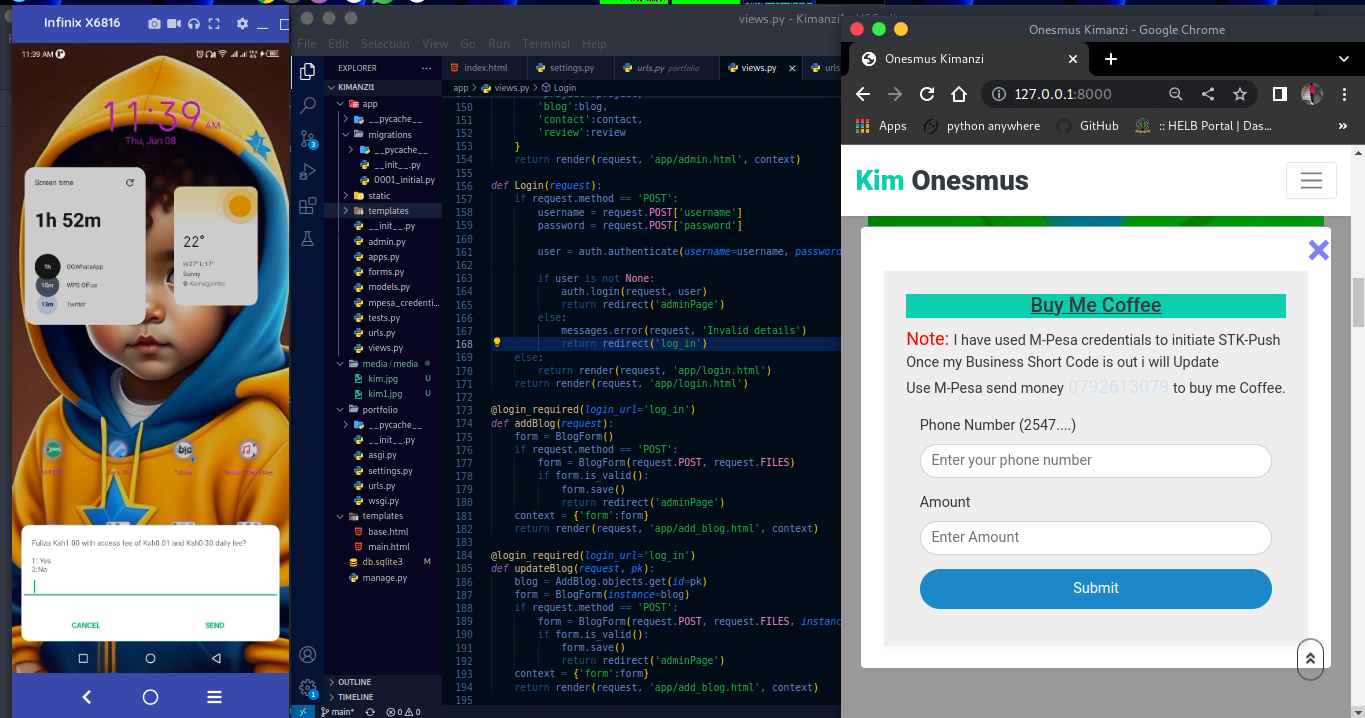 Infinix X6816
11:39 AM
11:39 AM
Thu, Jun 08
Screen time
1h 52m
1h
OGWhatsApp
15m
WPS Office
13m
Twitter
22°
H:27° L:17°
Sunny
Kamagambo
M-PESA
Tubidy
Fuliza Ksh1.00 with access fee of Ksh0.01 and Ksh0-30 daily fee?
1: Yes
2:No
CANCEL SEND
views.py - Kimanzi1
File Edit Selection View Go Run Terminal Help
EXPLORER
KIMANZI1
app
__pycache__
migrations
__pycache__
__init__.py
0001_initial.py
static
templates
__init__.py
admin.py
apps.py
forms.py
models.py
mpesa_credenti...
tests.py
urls.py
views.py
media / media
kim.jpg U
kim1.jpg U
portfolio
__pycache__
__init__.py
asgi.py
settings.py
urls.py
wsgi.py
templates
base.html
main.html
db.sqlite3 M
manage.py
OUTLINE
TIMELINE
3
1
main* 0 0
index.html settings.py urls.py portfolio views.py urls
app > views.py > Login
150 'blog':blog,
151 'contact':contact,
152 'review':review
153 }
154 return render(request, 'app/admin.html', context)
155
156 def Login(request):
157 if request.method == 'POST':
158 username = request.POST['username']
159 password = request.POST['password']
160
161 user = auth.authenticate(username=username, password
162
163 if user is not None:
164 auth.login(request, user)
165 return redirect('adminPage')
166 else:
167 messages.error(request, 'Invalid details')
168 return redirect('log_in')
169 else:
170 return render(request, 'app/login.html')
171 return render(request, 'app/login.html')
172
173 @login_required(login_url='log_in')
174 def addBlog(request):
175 form = BlogForm()
176 if request.method == 'POST':
177 form = BlogForm(request.POST, request.FILES)
178 if form.is_valid():
179 form.save()
180 return redirect('adminPage')
181 context = {'form':form}
182 return render(request, 'app/add_blog.html', context)
183
184 @login_required(login_url='log_in')
185 def updateBlog(request, pk):
186 blog = AddBlog.objects.get(id=pk)
187 form = BlogForm(instance=blog)
188 if request.method == 'POST':
189 form = BlogForm(request.POST, request.FILES, instanc
190 if form.is_valid():
191 form.save()
192 return redirect('adminPage')
193 context = {'form':form}
194 return render(request, 'app/add_blog.html', context)
195
Onesmus Kimanzi - Google Chrome
Onesmus Kimanzi
127.0.0.1:8000
Apps python anywhere GitHub :: HELB Portal | Das...
Kim Onesmus
Buy Me Coffee
Note: I have used M-Pesa credentials to initiate STK-Push
Once my Business Short Code is out i will Update
Use M-Pesa send money 0792613079 to buy me Coffee.
Phone Number (2547....)
Enter your phone number
Amount
Enter Amount
Submit